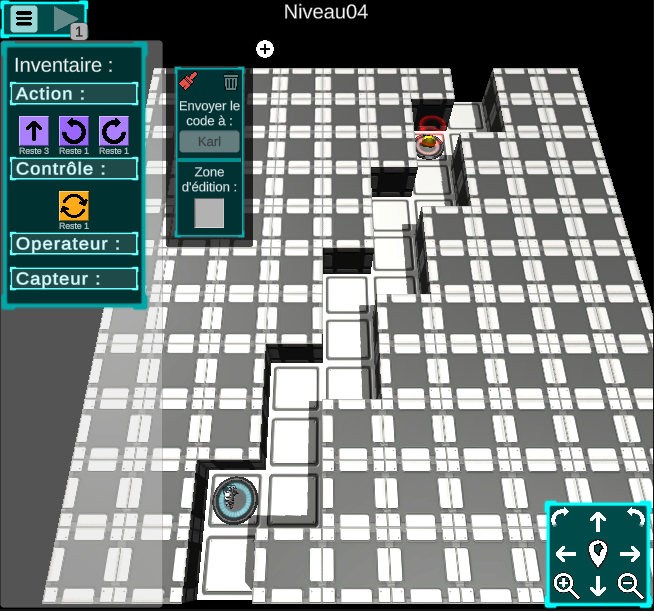 Niveau04
1
Inventaire :
Action :
Reste 3
Reste 1
Reste 1
Contrôle :
Reste 1
Operateur :
Capteur :
Envoyer le
code à :
Karl
Zone
d'édition :